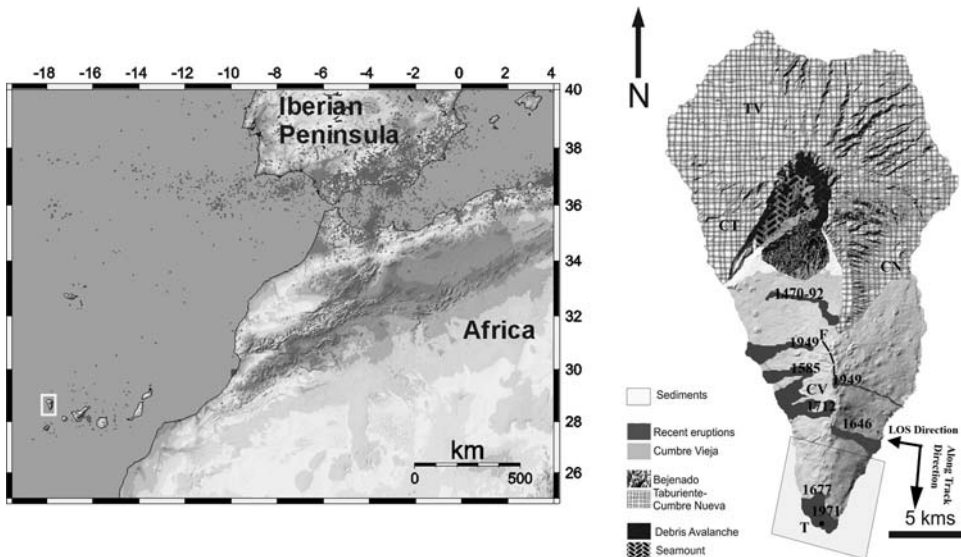 -18 -16 -14 -12 -10 -8 -6 -4 -2 0 2 4
40
38
36
34
32
30
28
26
Iberian
Peninsula
Africa
km
0 500
N
TV
CT
CN
1470-92
1949
F
1585
1949
CV
1712
1646
1677
1971
T
LOS Direction
Along Track
Direction
5 kms
Sediments
Recent eruptions
Cumbre Vieja
Bejenado
Taburiente-
Cumbre Nueva
Debris Avalanche
Seamount